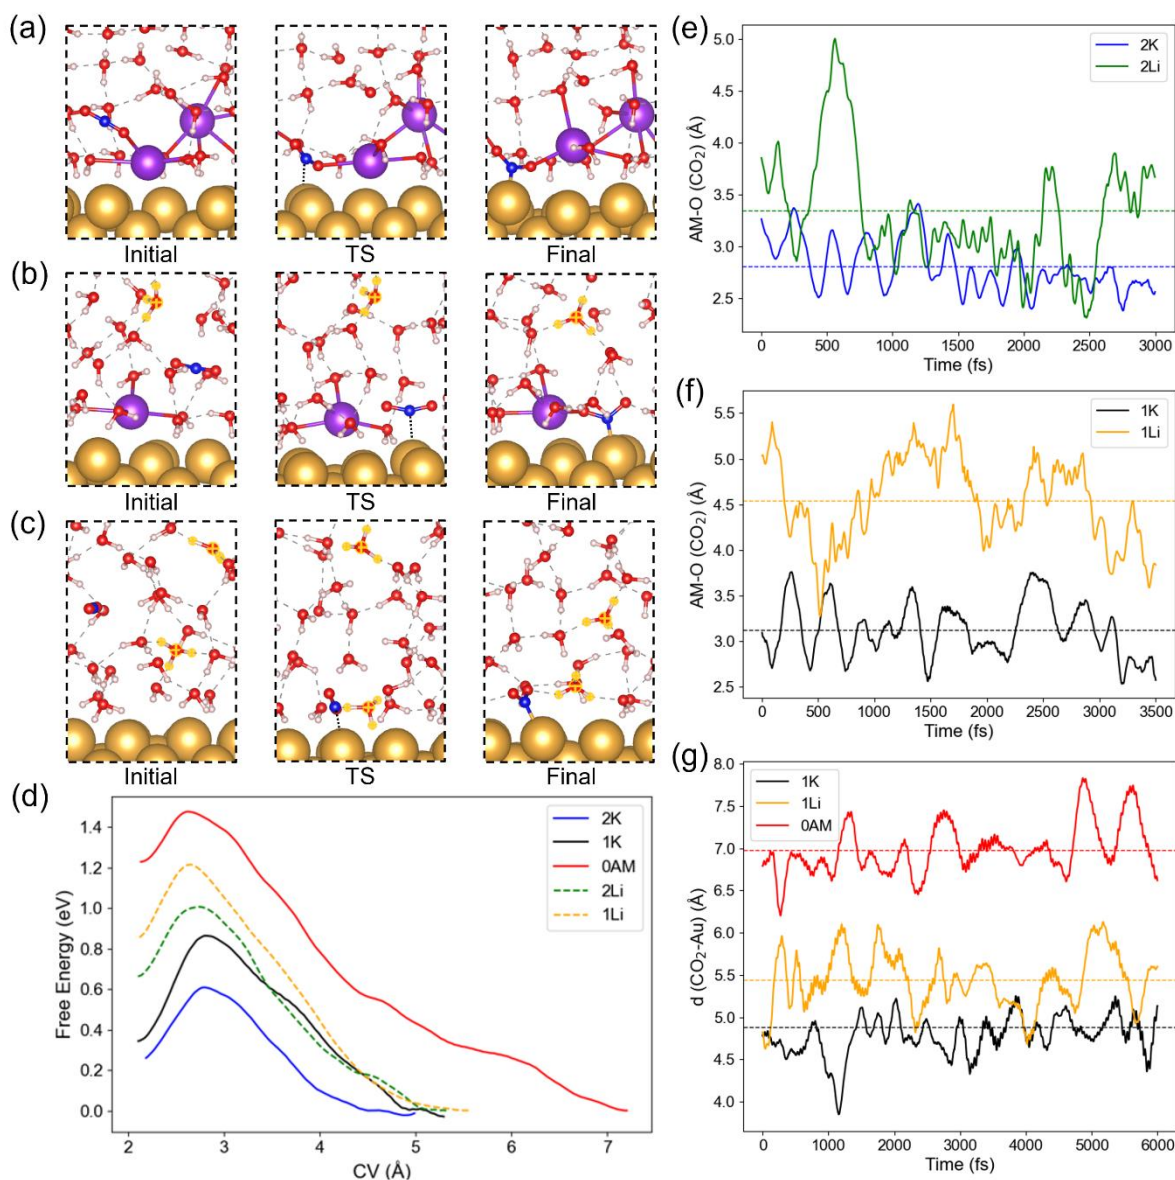 (a)
Initial
TS
Final
(b)
Initial
TS
Final
(c)
Initial
TS
Final
(d)
1.4
1.2
1.0
0.8
0.6
0.4
0.2
0.0
Free Energy (eV)
2
3
4
5
6
7
CV (Å)
2K
1K
0AM
2Li
1Li
(e)
5.0
4.5
4.0
3.5
3.0
2.5
AM-O (CO₂) (Å)
0
500
1000
1500
2000
2500
3000
Time (fs)
2K
2Li
(f)
5.5
5.0
4.5
4.0
3.5
3.0
2.5
AM-O (CO₂) (Å)
0
500
1000
1500
2000
2500
3000
3500
Time (fs)
1K
1Li
(g)
8.0
7.0
6.5
6.0
5.5
5.0
4.5
4.0
d (CO₂-Au) (Å)
0
1000
2000
3000
4000
5000
6000
Time (fs)
1K
1Li
0AM